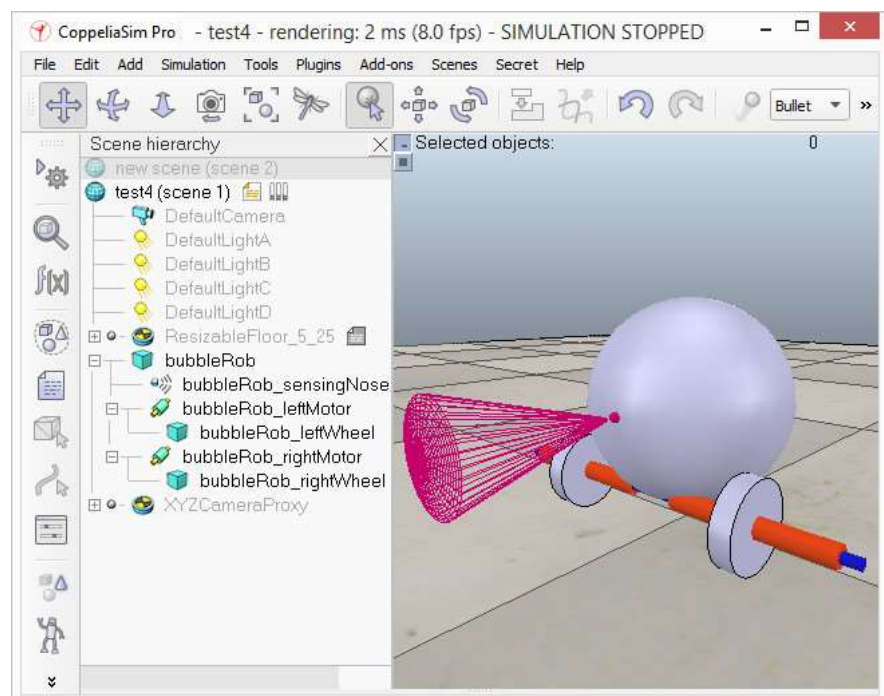 CoppeliaSim Pro - test4 - rendering: 2 ms (8.0 fps) - SIMULATION STOPPED
File Edit Add Simulation Tools Plugins Add-ons Scenes Secret Help
Bullet
Scene hierarchy
Selected objects: 0
new scene (scene 2)
test4 (scene 1)
DefaultCamera
DefaultLightA
DefaultLightB
f(x)
DefaultLightC
DefaultLightD
ResizableFloor_5_25
bubbleRob
bubbleRob_sensingNose
bubbleRob_leftMotor
bubbleRob_leftWheel
bubbleRob_rightMotor
bubbleRob_rightWheel
XYZCameraProxy